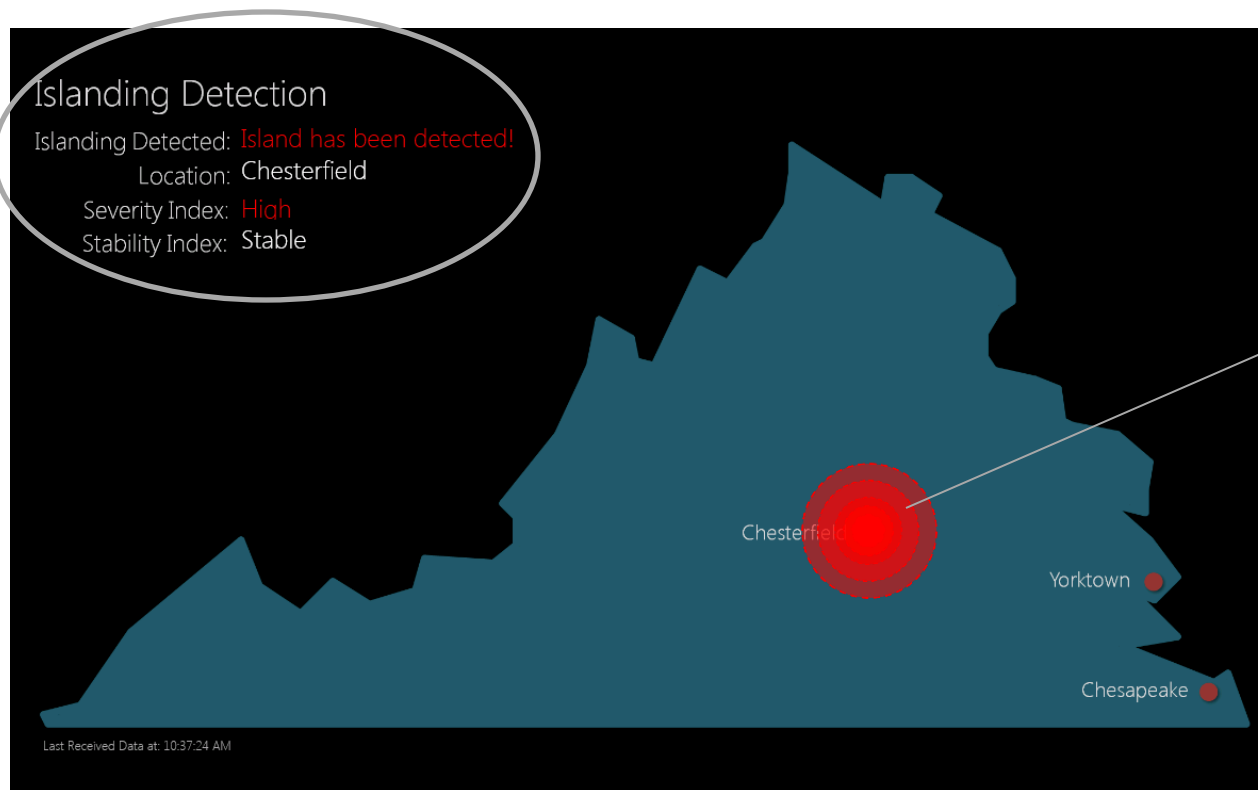 Islanding Detection
Islanding Detected: Island has been detected!
Location: Chesterfield
Severity Index: High
Stability Index: Stable
Chesterfield
Yorktown
Chesapeake
Last Received Data at: 10:37:24 AM